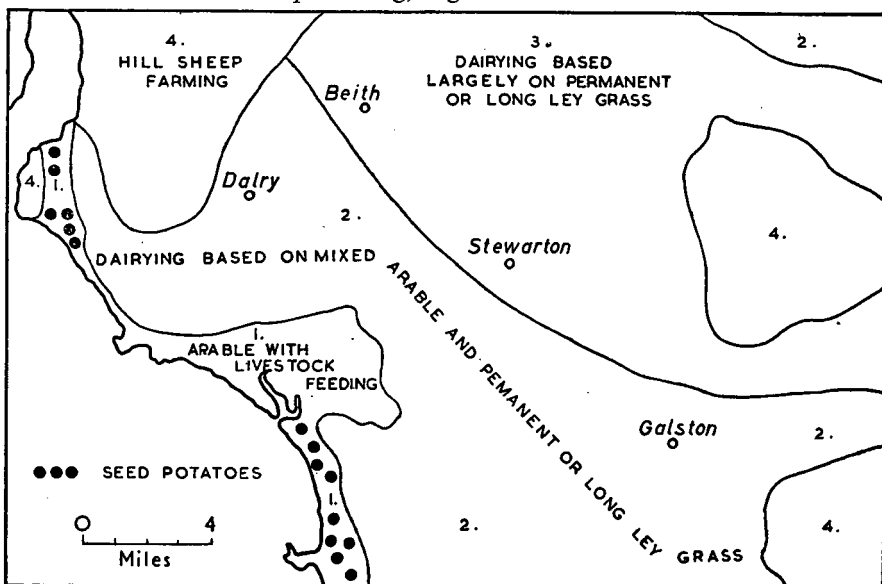 4.
HILL SHEEP
FARMING
3.
DAIRYING BASED
LARGELY ON PERMANENT
OR LONG LEY GRASS
2.
Beith
4.
1.
Dalry
2.
4.
Stewarton
DAIRYING BASED ON MIXED
ARABLE AND PEMANENT OR LONG LEY GRASS
1.
ARABLE WITH
LIVESTOCK
FEEDING
Galston
2.
SEED POTATOES
1.
2.
4.
0 4
Miles